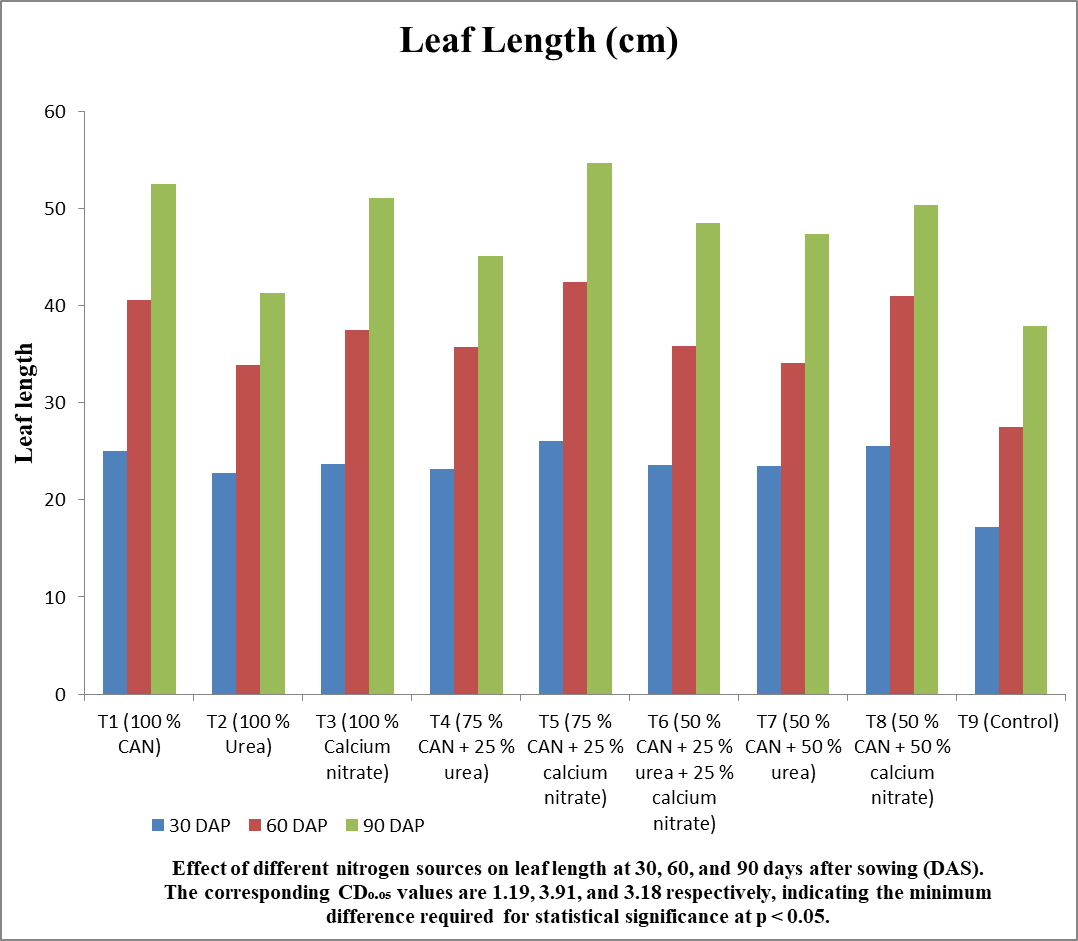 Leaf Length (cm)
60
50
40
30
20
10
0
Leaf length
T1 (100 %
CAN)
T2 (100 %
Urea)
T3 (100 %
Calcium
nitrate)
T4 (75 %
CAN + 25 %
urea)
T5 (75 %
CAN + 25 %
calcium
nitrate)
T6 (50 %
CAN + 25 %
urea + 25 %
calcium
nitrate)
T7 (50 %
CAN + 50 %
urea)
T8 (50 %
CAN + 50 %
calcium
nitrate)
T9 (Control)
30 DAP 60 DAP 90 DAP
Effect of different nitrogen sources on leaf length at 30, 60, and 90 days after sowing (DAS).
The corresponding CD₀.₀₅ values are 1.19, 3.91, and 3.18 respectively, indicating the minimum
difference required for statistical significance at p < 0.05.